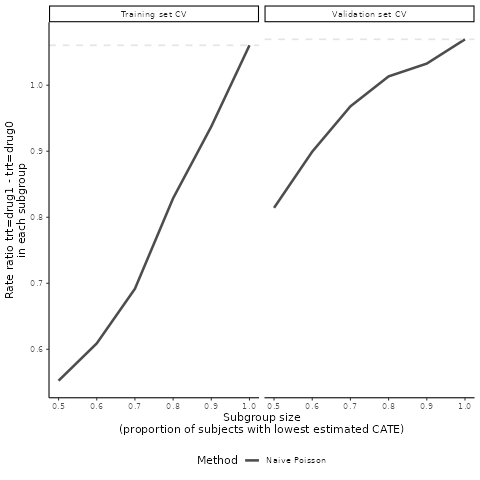 Training set CV
Validation set CV
Rate ratio trt=drug1 - trt=drug0
in each subgroup
1.0
0.9
0.8
0.7
0.6
0.5 0.6 0.7 0.8 0.9 1.0
0.5 0.6 0.7 0.8 0.9 1.0
Subgroup size
(proportion of subjects with lowest estimated CATE)
Method Naive Poisson